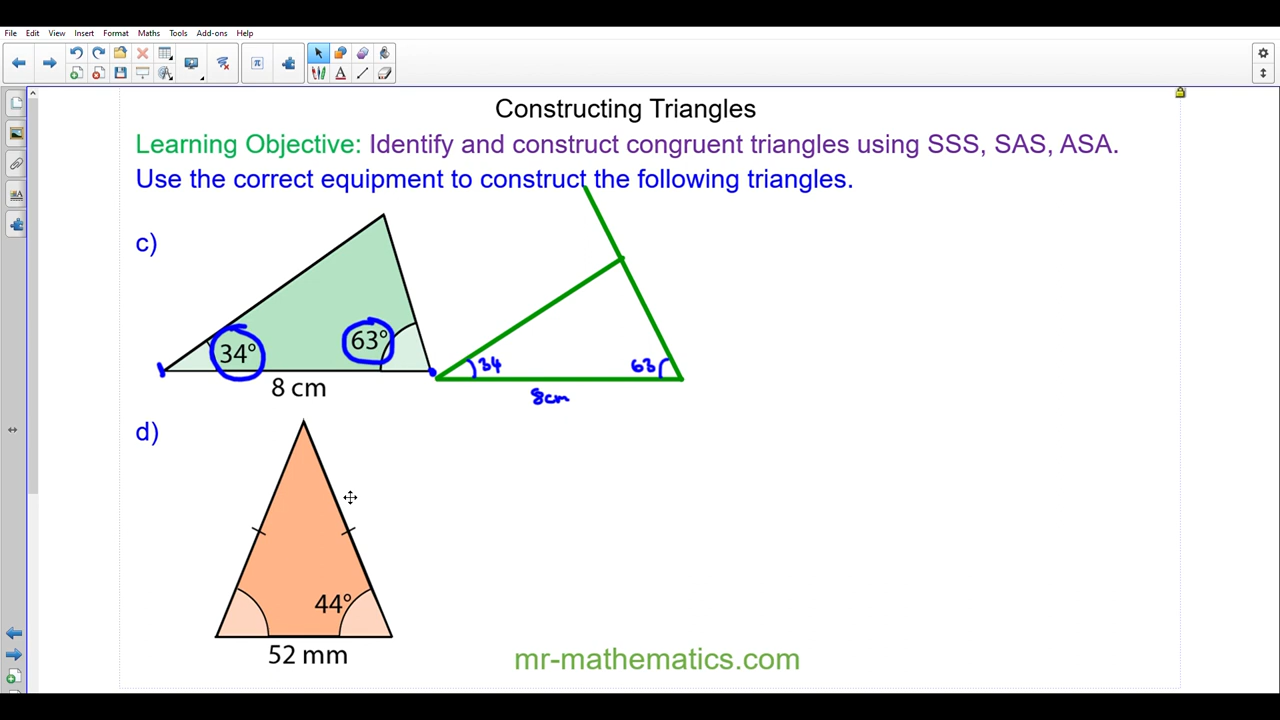 File Edit View Insert Format Maths Tools Add-ons Help
Constructing Triangles
Learning Objective: Identify and construct congruent triangles using SSS, SAS, ASA.
Use the correct equipment to construct the following triangles.
c)
34°
63°
8 cm
34
63
8cm
d)
44°
52 mm
mr-mathematics.com